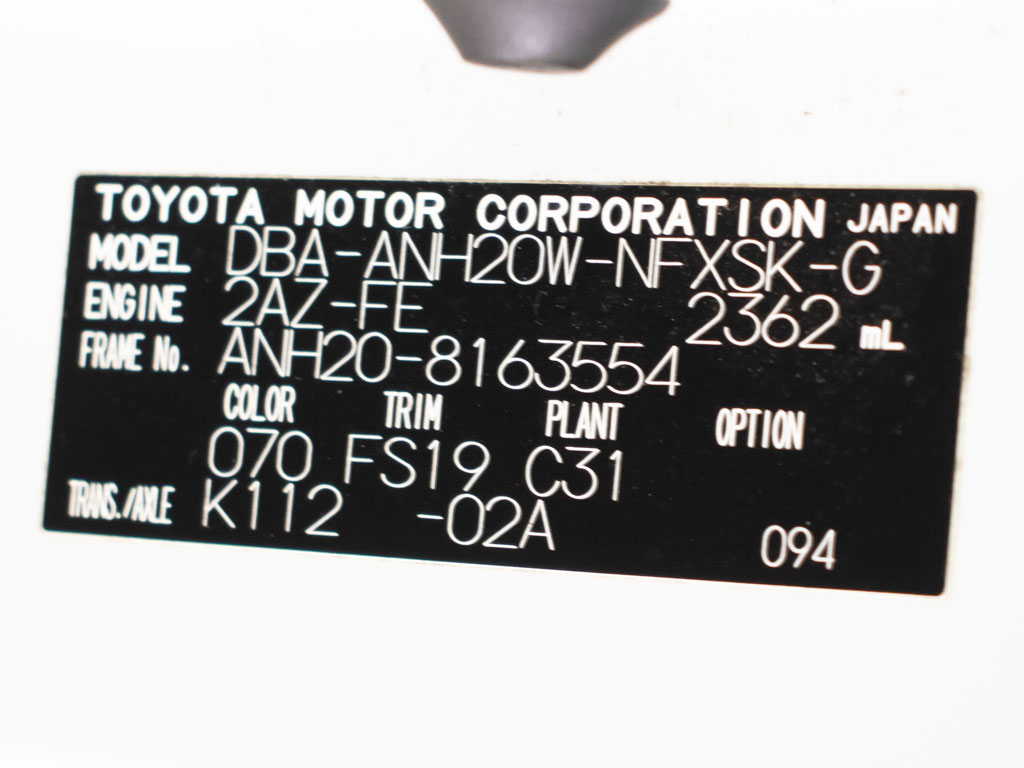 TOYOTA MOTOR CORPORATION JAPAN
MODEL DBA-ANH20W-NFXSK-G
ENGINE 2AZ-FE 2362 mL
FRAME No. ANH20-8163554
COLOR TRIM PLANT OPTION
070 FS19 C31
TRANS./AXLE K112 -02A 094